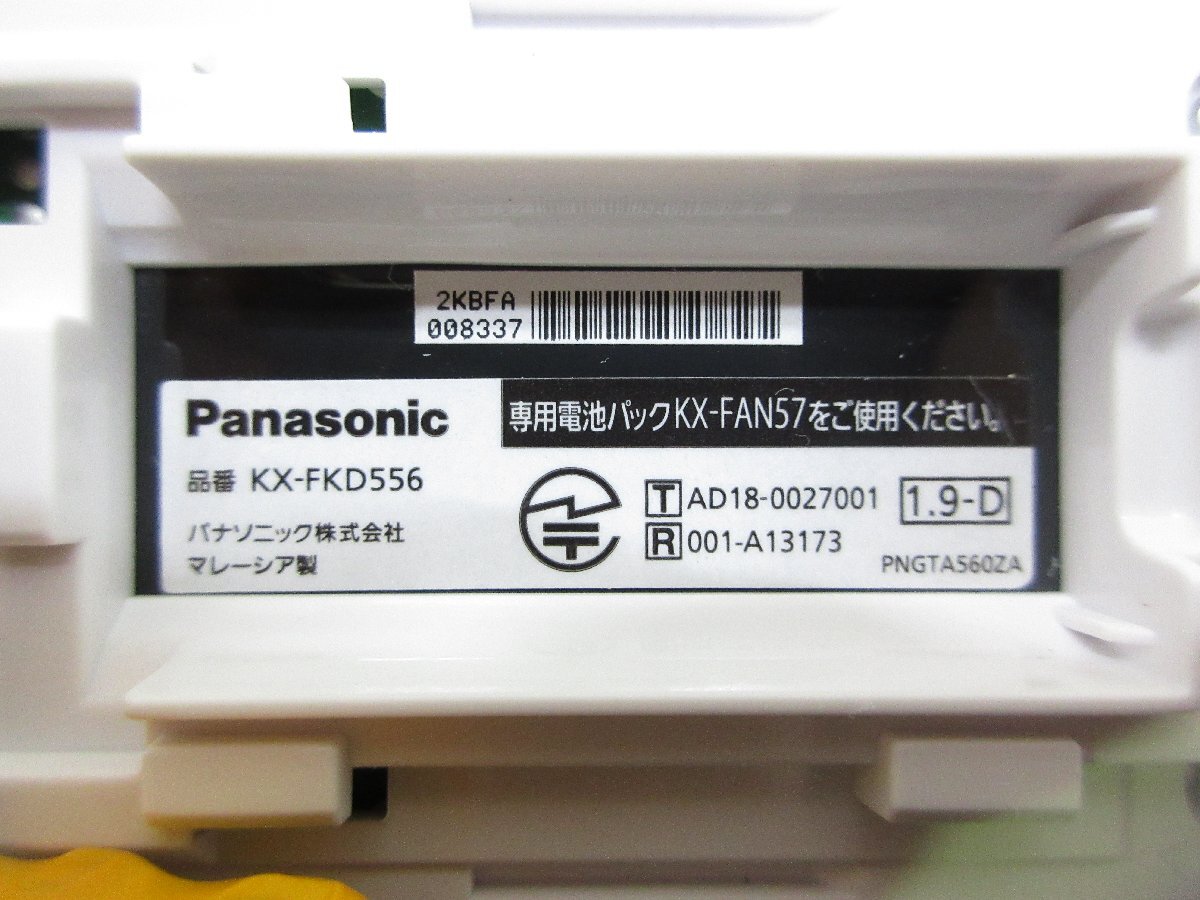 2KBFA
008337
Panasonic
専用電池パックKX-FAN57をご使用ください。
品番 KX-FKD556
パナソニック株式会社
マレーシア製
T AD18-0027001
R 001-A13173
1.9-D
PNGTA560ZA